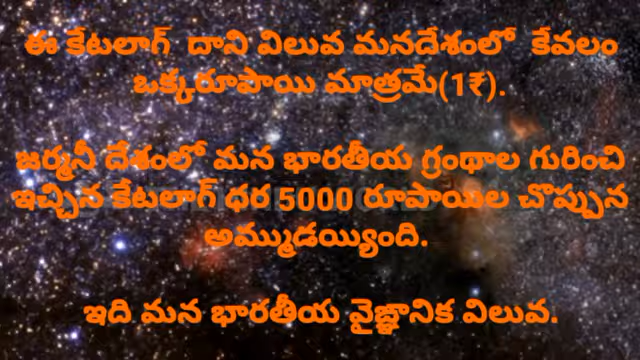 ఈ కేటలాగ్ దాని విలువ మనదేశంలో కేవలం
ఒక్కరూపాయి మాత్రమే(1₹).
జర్మనీ దేశంలో మన భారతీయ గ్రంథాల గురించి
ఇచ్చిన కేటలాగ్ ధర 5000 రూపాయిల చొప్పున
అమ్ముడయ్యింది.
ఇది మన భారతీయ వైజ్ఞానిక విలువ.